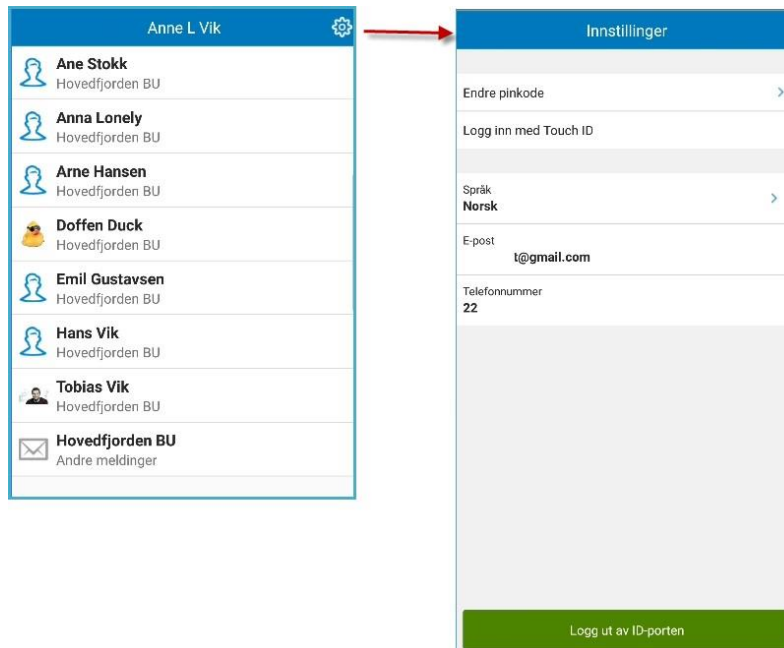 Anne L Vik
Ane Stokk
Hovedfjorden BU
Anna Lonely
Hovedfjorden BU
Arne Hansen
Hovedfjorden BU
Doffen Duck
Hovedfjorden BU
Emil Gustavsen
Hovedfjorden BU
Hans Vik
Hovedfjorden BU
Tobias Vik
Hovedfjorden BU
Hovedfjorden BU
Andre meldinger
Innstillinger
Endre pinkode
Logg inn med Touch ID
Språk
Norsk
E-post
t@gmail.com
Telefonnummer
22
Logg ut av ID-porten